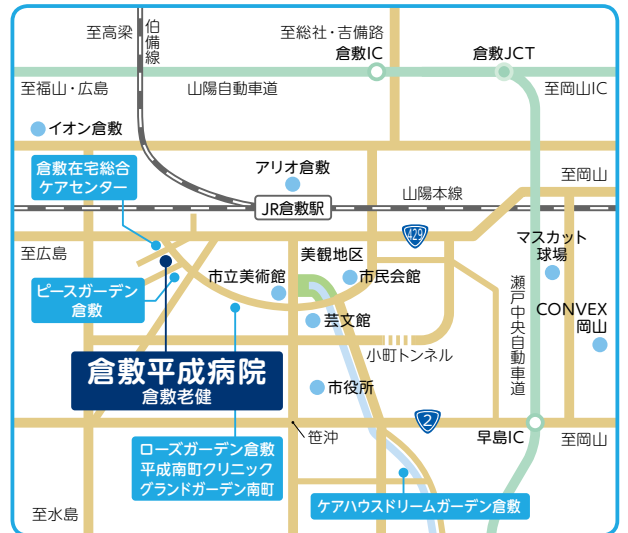 至高梁
伯備線
至総社・吉備路
倉敷IC
倉敷JCT
至福山・広島
山陽自動車道
至岡山IC
イオン倉敷
倉敷在宅総合
ケアセンター
アリオ倉敷
至岡山
山陽本線
JR倉敷駅
429
至広島
美観地区
マスカット
球場
市立美術館
市民会館
ピースガーデン
倉敷
瀬戸中央自動車道
CONVEX
岡山
芸文館
小町トンネル
倉敷平成病院
倉敷老健
市役所
2
笹沖
早島IC
至岡山
ローズガーデン倉敷
平成南町クリニック
グランドガーデン南町
ケアハウスドリームガーデン倉敷
至水島